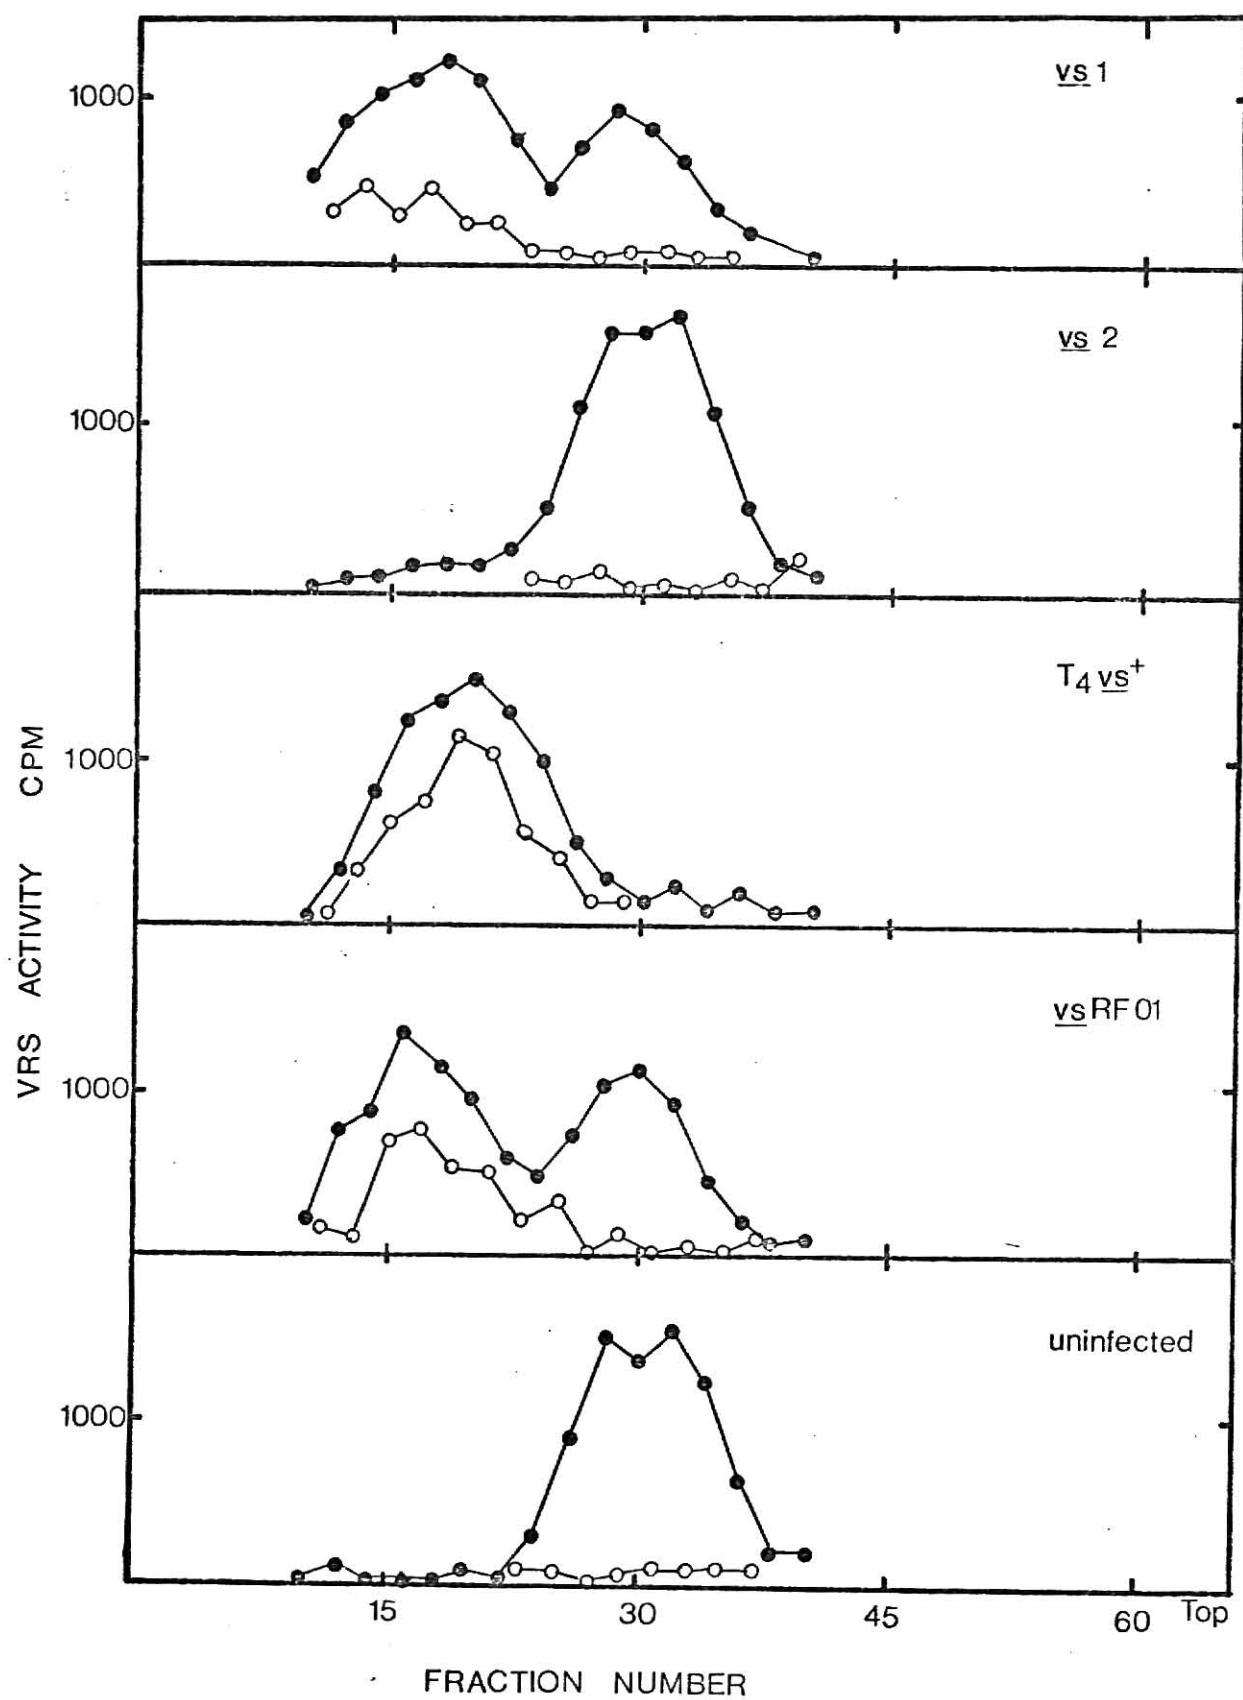 vs 1
1000
vs 2
1000
T4 vs+
1000
vs RF 01
1000
uninfected
1000
15 30 45 60 Top
FRACTION NUMBER
VRS ACTIVITY CPM